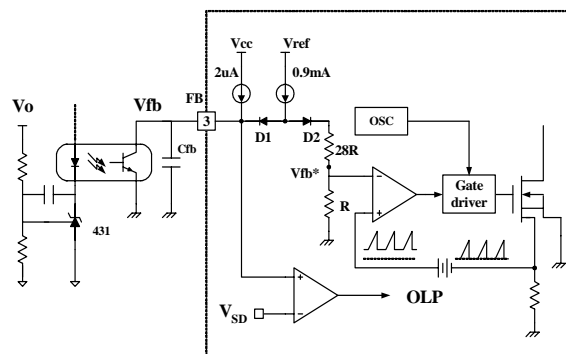 Vcc Vref
2uA 0.9mA
Vo Vfb FB
3
OSC
D1 D2
28R
Cfb
Vfb*
Gate
driver
R
431
OLP
VSD